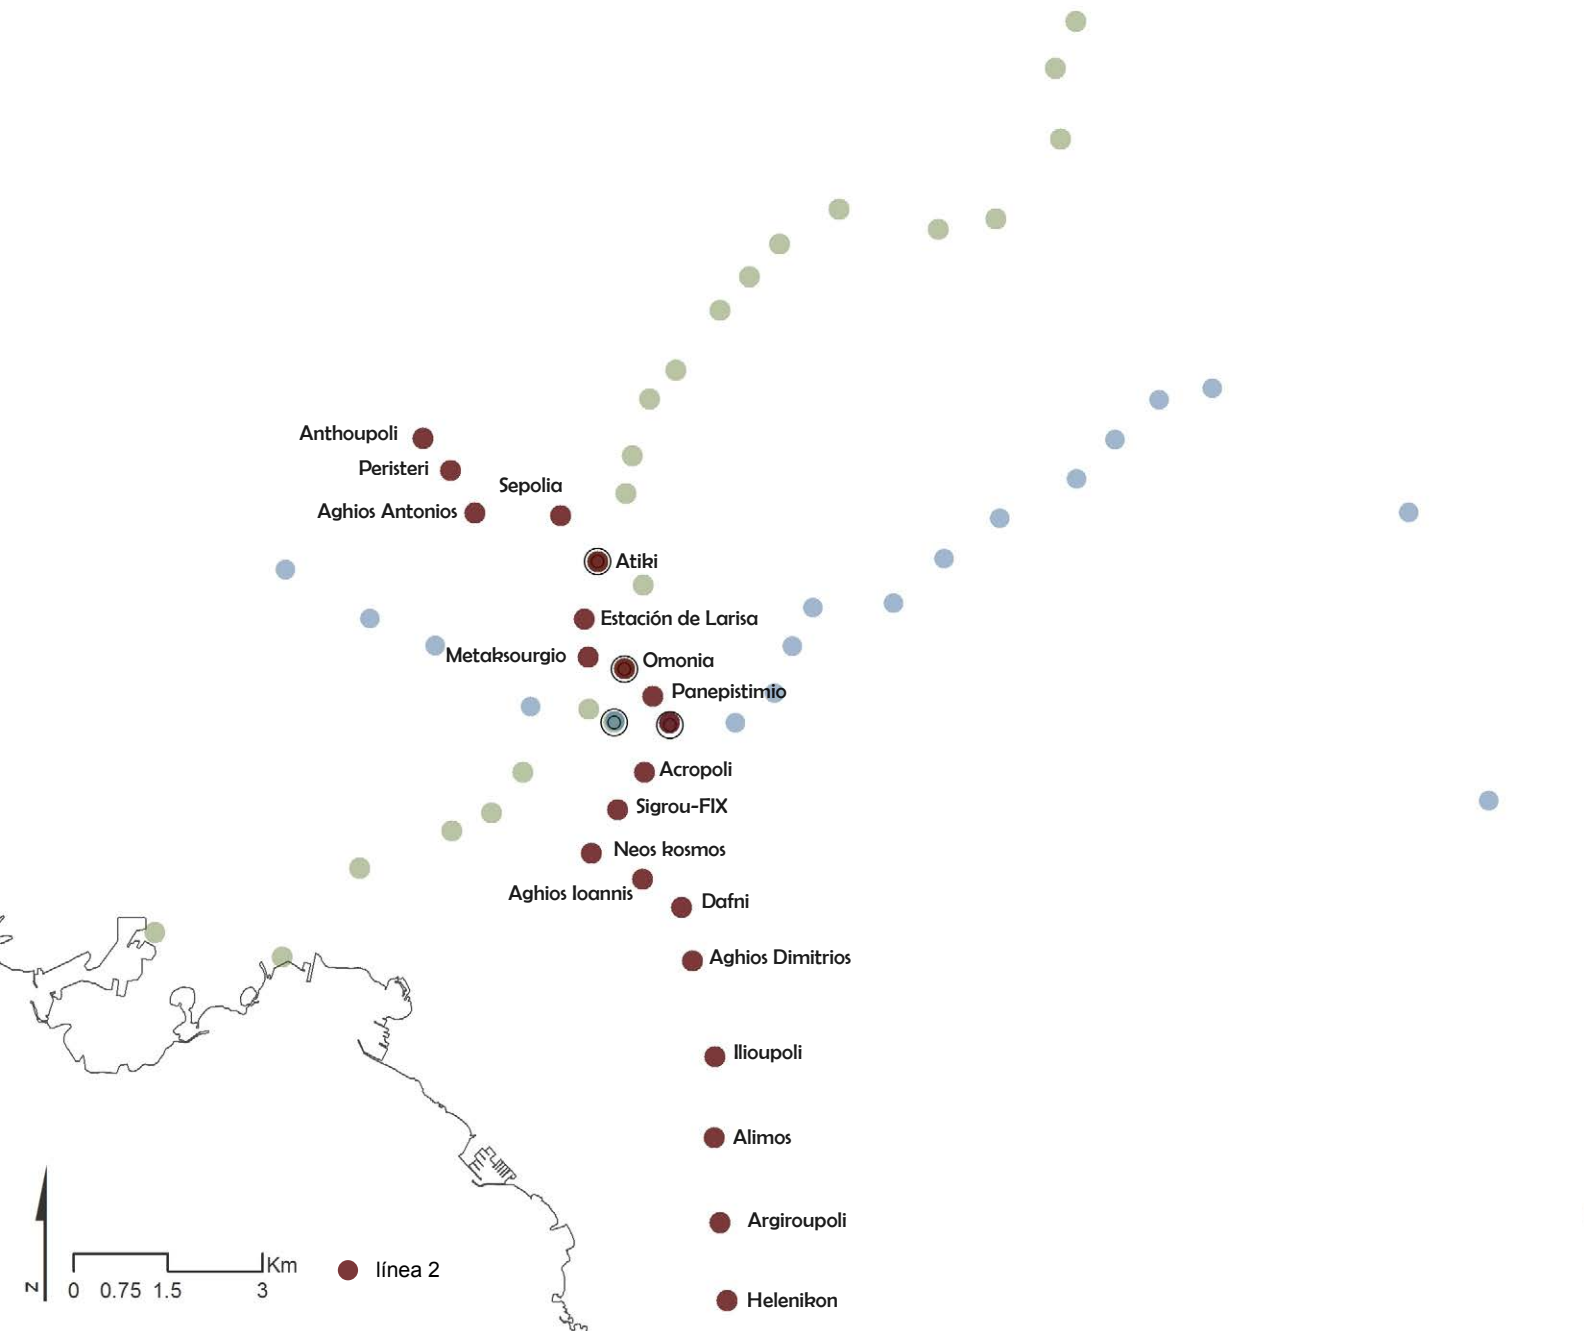 Anthoupoli
Peristeri
Sepolia
Aghios Antonios
Atiki
Estación de Larisa
Metaksourgio
Omonia
Panepistimio
Acropoli
Sigrou-FIX
Neos kosmos
Aghios Ioannis
Dafni
Aghios Dimitrios
Ilioupoli
Alimos
Argiroupoli
Km
línea 2
N
0 0.75 1.5 3
Helenikon